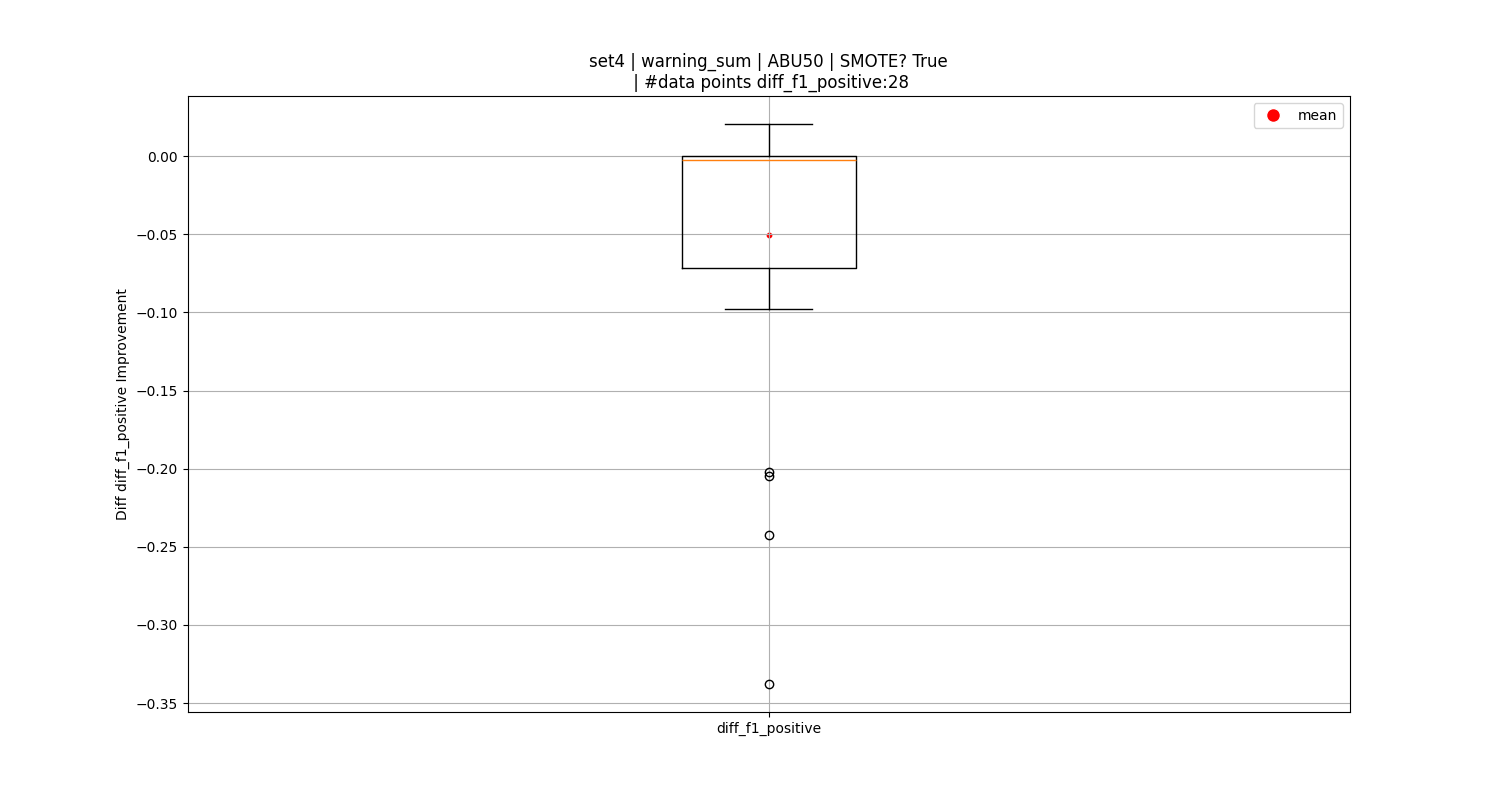 set4 | warning_sum | ABU50 | SMOTE? True
| #data points diff_f1_positive:28
mean
0.00
−0.05
−0.10
−0.15
−0.20
−0.25
−0.30
−0.35
Diff diff_f1_positive Improvement
diff_f1_positive